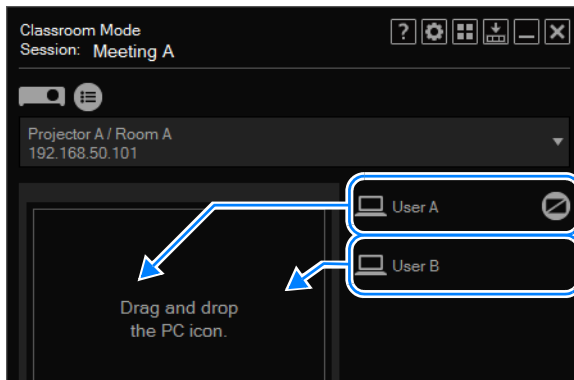 Classroom Mode
Session: Meeting A
?
Projector A / Room A
192.168.50.101
User A
User B
Drag and drop
the PC icon.